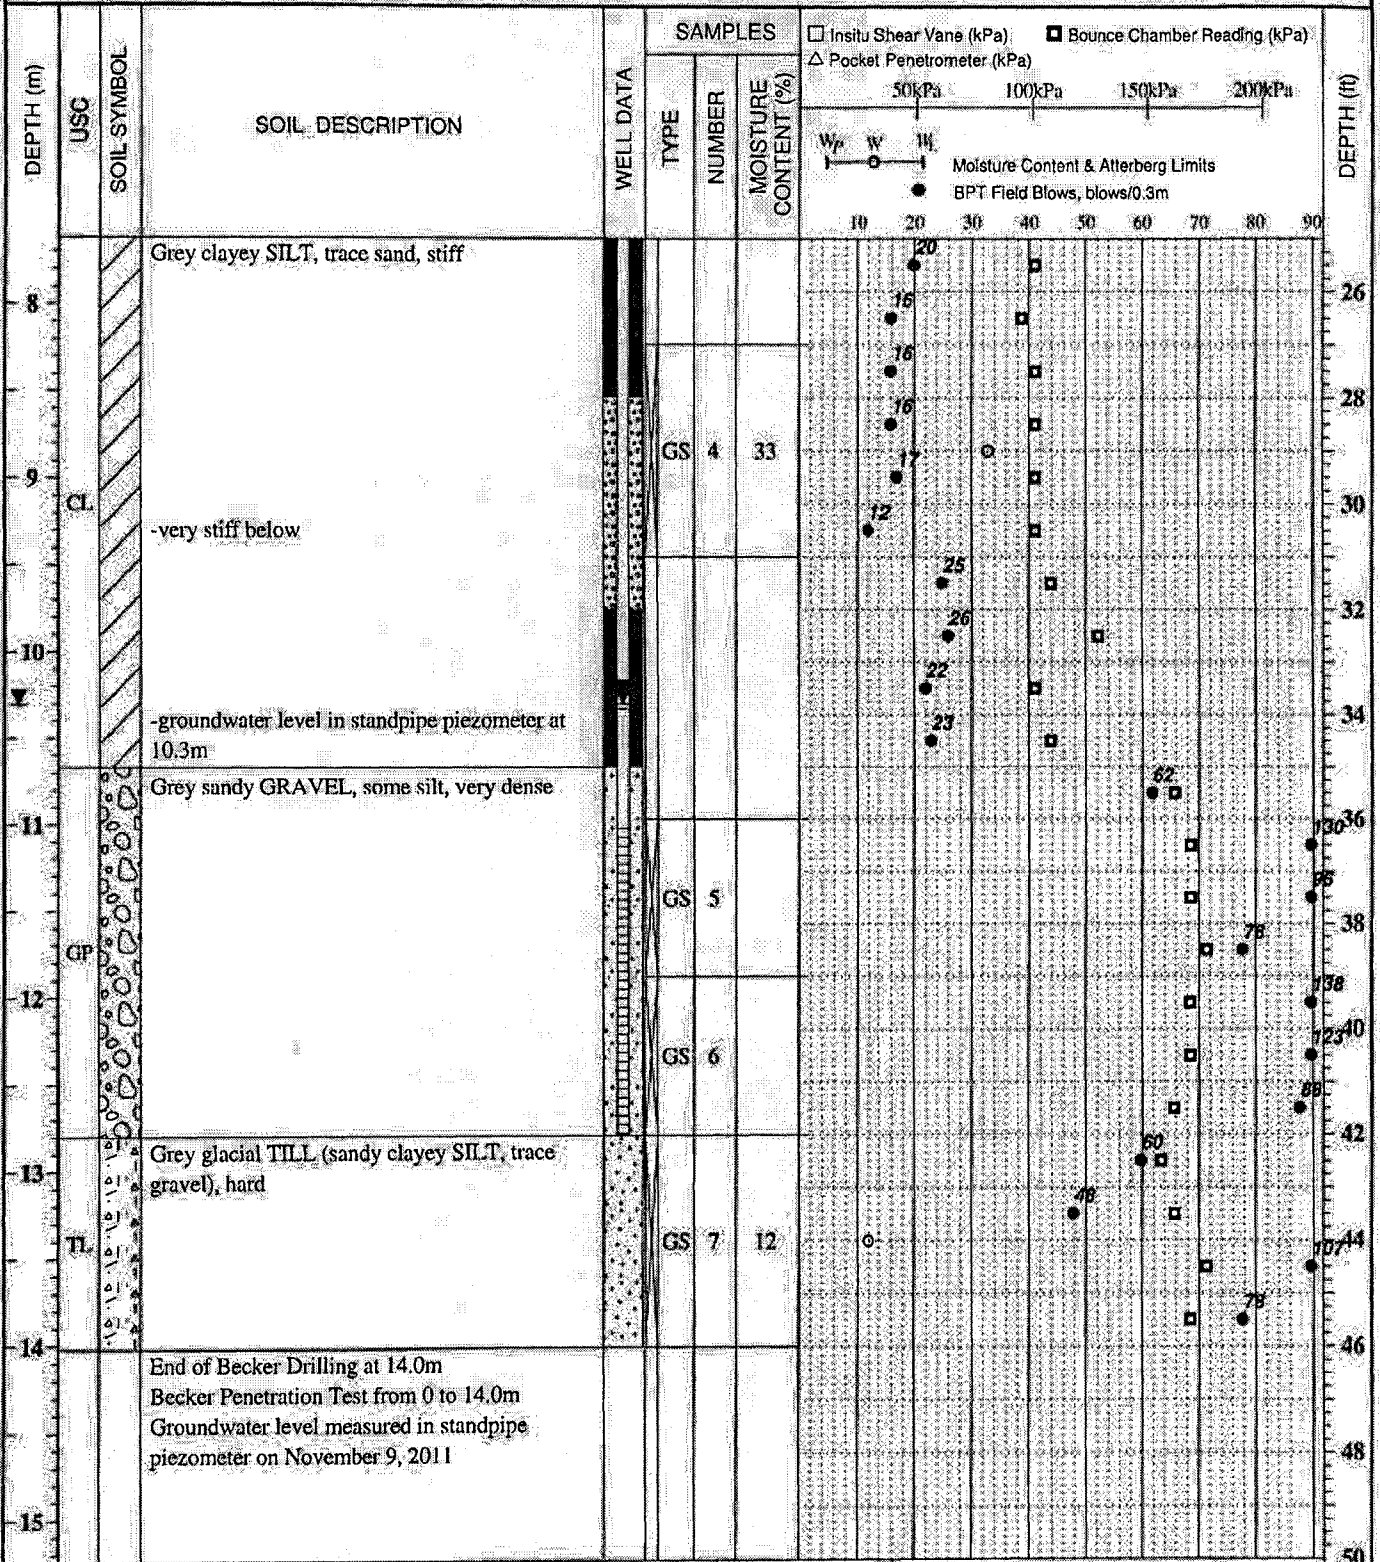 SAMPLES
Insitu Shear Vane (kPa) Bounce Chamber Reading (kPa)
Pocket Penetrometer (kPa)
50kPa 100kPa 150kPa 200kPa
DEPTH (m) USC SOIL SYMBOL SOIL DESCRIPTION WELL DATA TYPE NUMBER MOISTURE CONTENT (%) DEPTH (ft)
WP W WL Moisture Content & Atterberg Limits
BPT Field Blows, blows/0.3m
10 20 30 40 50 60 70 80 90
Grey clayey SILT, trace sand, stiff
20
26
8
16
16
28
16
GS 4 33
17
9
CL
30
12
-very stiff below
25
32
26
10
22
-groundwater level in standpipe piezometer at
34
23
10.3m
Grey sandy GRAVEL, some silt, very dense
62
11
130 36
GS 5
38
78
GP
12
138
40
123
GS 6
42
Grey glacial TILL (sandy clayey SILT, trace
60
13
gravel), hard
48
TL
GS 7 12
44
107
46
14
End of Becker Drilling at 14.0m
Becker Penetration Test from 0 to 14.0m
Groundwater level measured in standpipe
piezometer on November 9, 2011
48
15
50